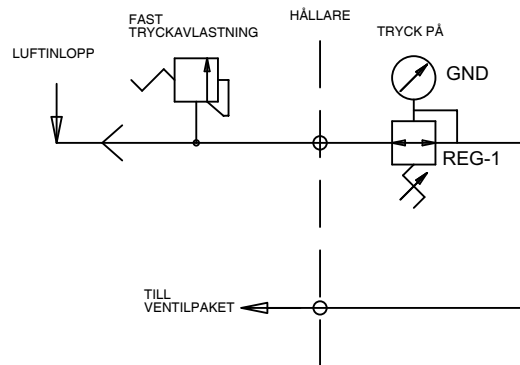 FAST
TRYCKAVLASTNING
HÅLLARE
TRYCK PÅ
LUFTINLOPP
GND
REG-1
TILL
VENTILPAKET